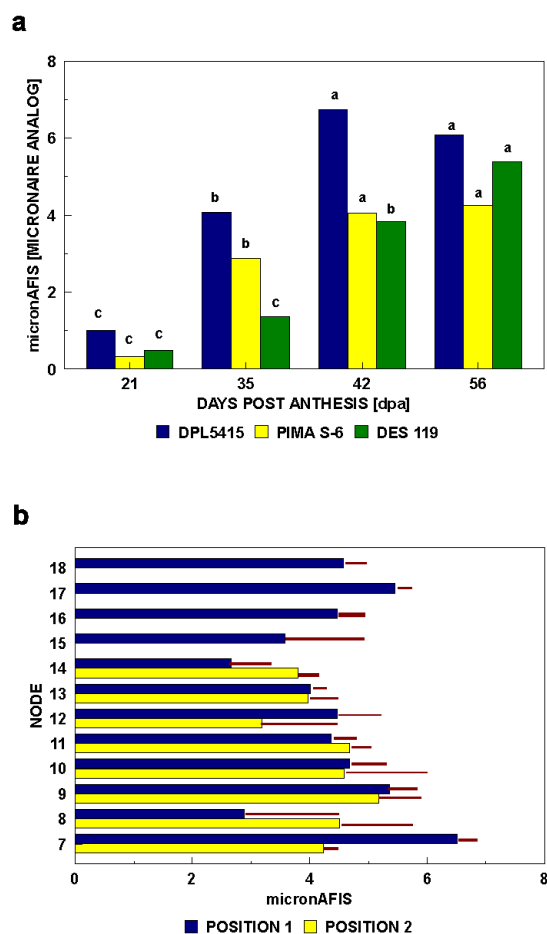 a
micronAFIS [MICRONAIRE ANALOG]
8
6
4
2
0
c c c
b b c
a a b
a a a
21 35 42 56
DAYS POST ANTHESIS [dpa]
DPL5415 PIMA S-6 DES 119
b
NODE
18
17
16
15
14
13
12
11
10
9
8
7
0 2 4 6 8
micronAFIS
POSITION 1 POSITION 2